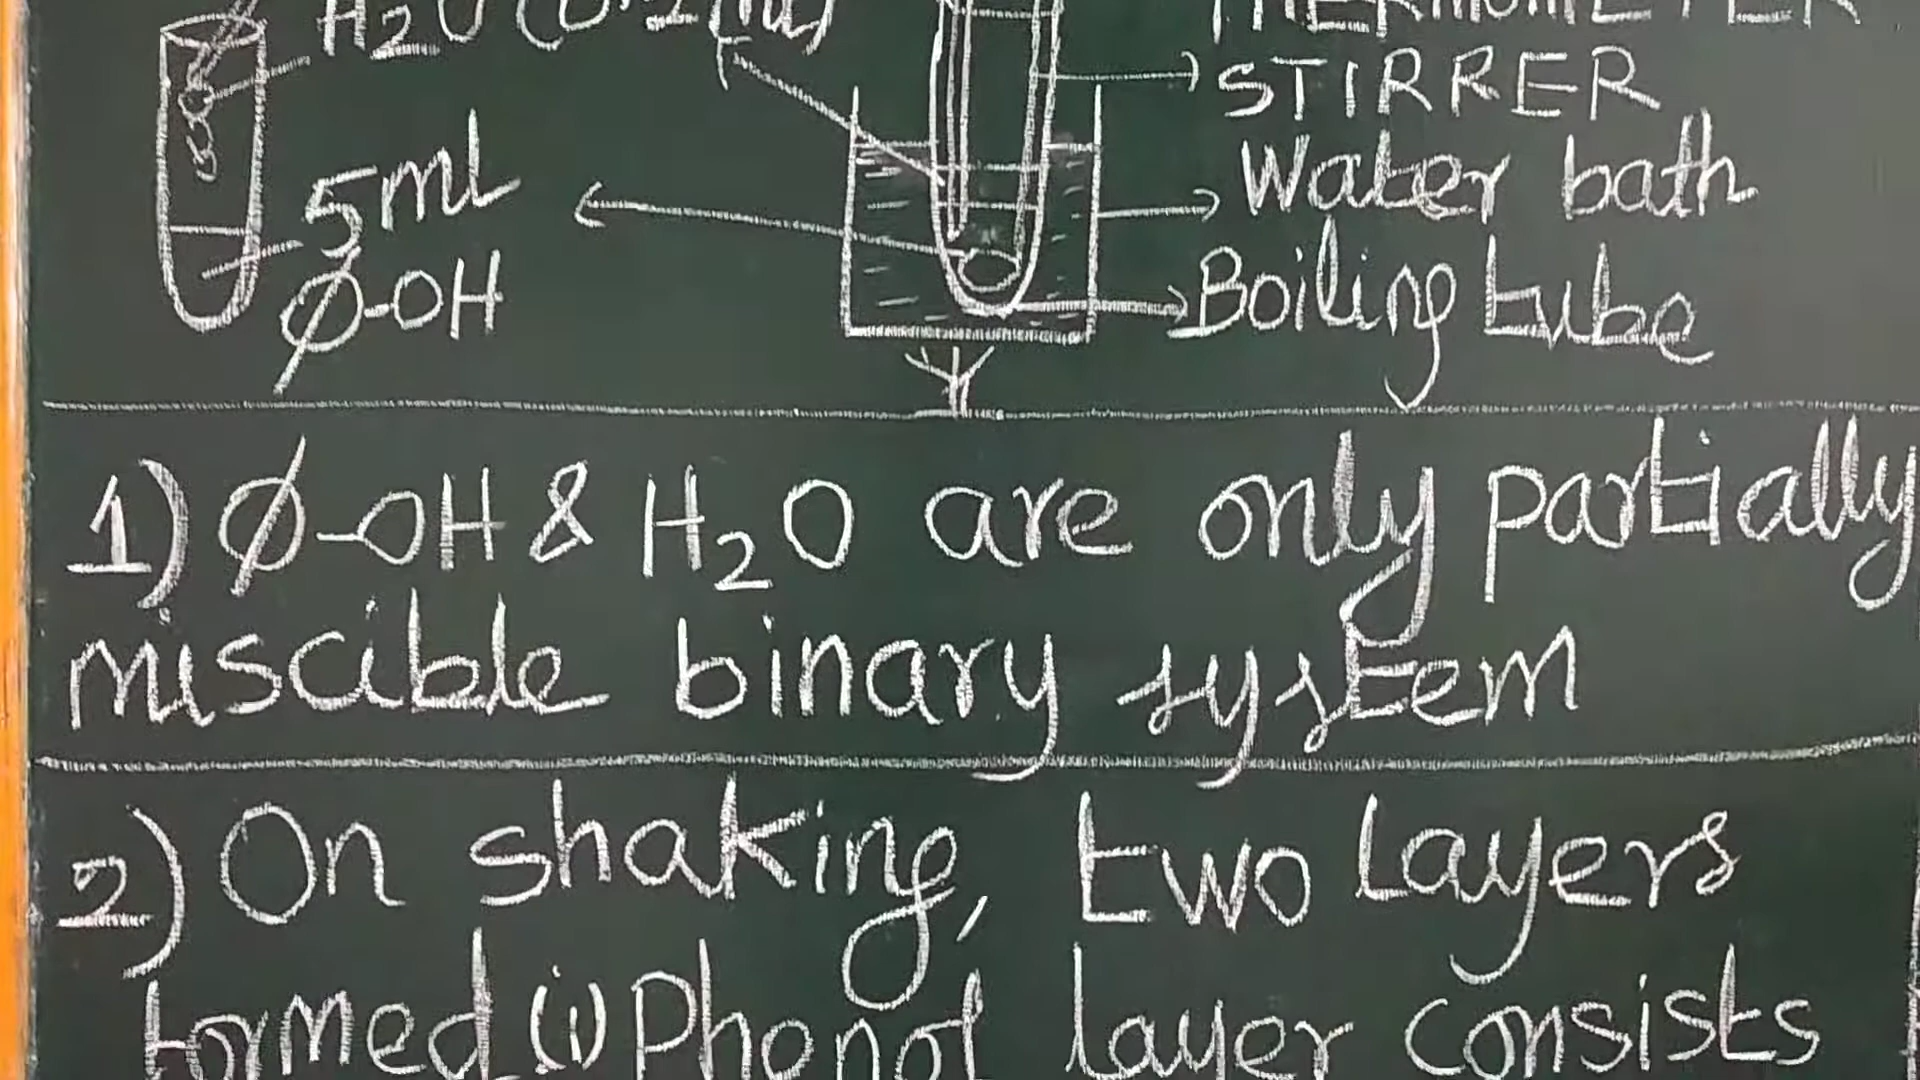 H2O
THERMOMETER
STIRRER
Water bath
Boiling tube
5ml
Ø-OH
1) Ø-OH & H2O are only partially
miscible binary system
2) On shaking, two layers
formed (i) Phenol layer consists